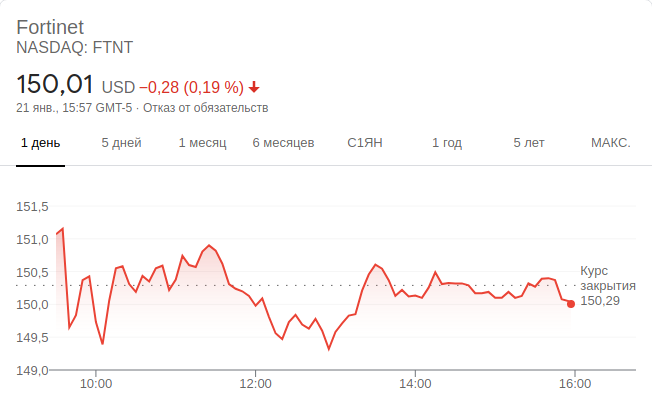 Fortinet
NASDAQ: FTNT
150,01 USD −0,28 (0,19 %)
21 янв., 15:57 GMT-5 · Отказ от обязательств
1 день 5 дней 1 месяц 6 месяцев С1ЯН 1 год 5 лет МАКС.
151,5
151,0
150,5
150,0
149,5
149,0
Курс
закрытия
150,29
10:00 12:00 14:00 16:00